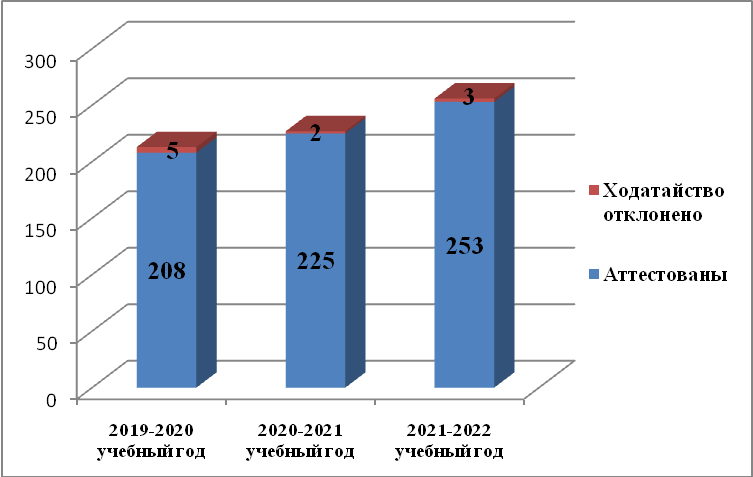 300
250
200
150
100
50
0
5
2
3
208
225
253
2019-2020
учебный год
2020-2021
учебный год
2021-2022
учебный год
Ходатайство
отклонено
Аттестованы